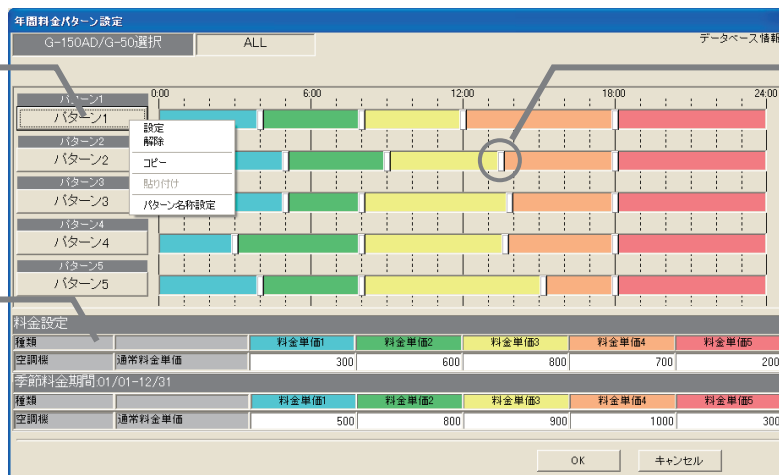 年間料金パターン設定
G-150AD/G-50選択 ALL データベース情報
0:00 6:00 12:00 18:00 24:00
パターン1
パターン1
設定
解除
コピー
貼り付け
パターン名称設定
パターン2
パターン2
パターン3
パターン3
パターン4
パターン4
パターン5
パターン5
料金設定
種類 料金単価1 料金単価2 料金単価3 料金単価4 料金単価5
空調機 通常料金単価 300 600 800 700 200
季節料金期間:01/01-12/31
種類 料金単価1 料金単価2 料金単価3 料金単価4 料金単価5
空調機 通常料金単価 500 800 900 1000 300
OK キャンセル